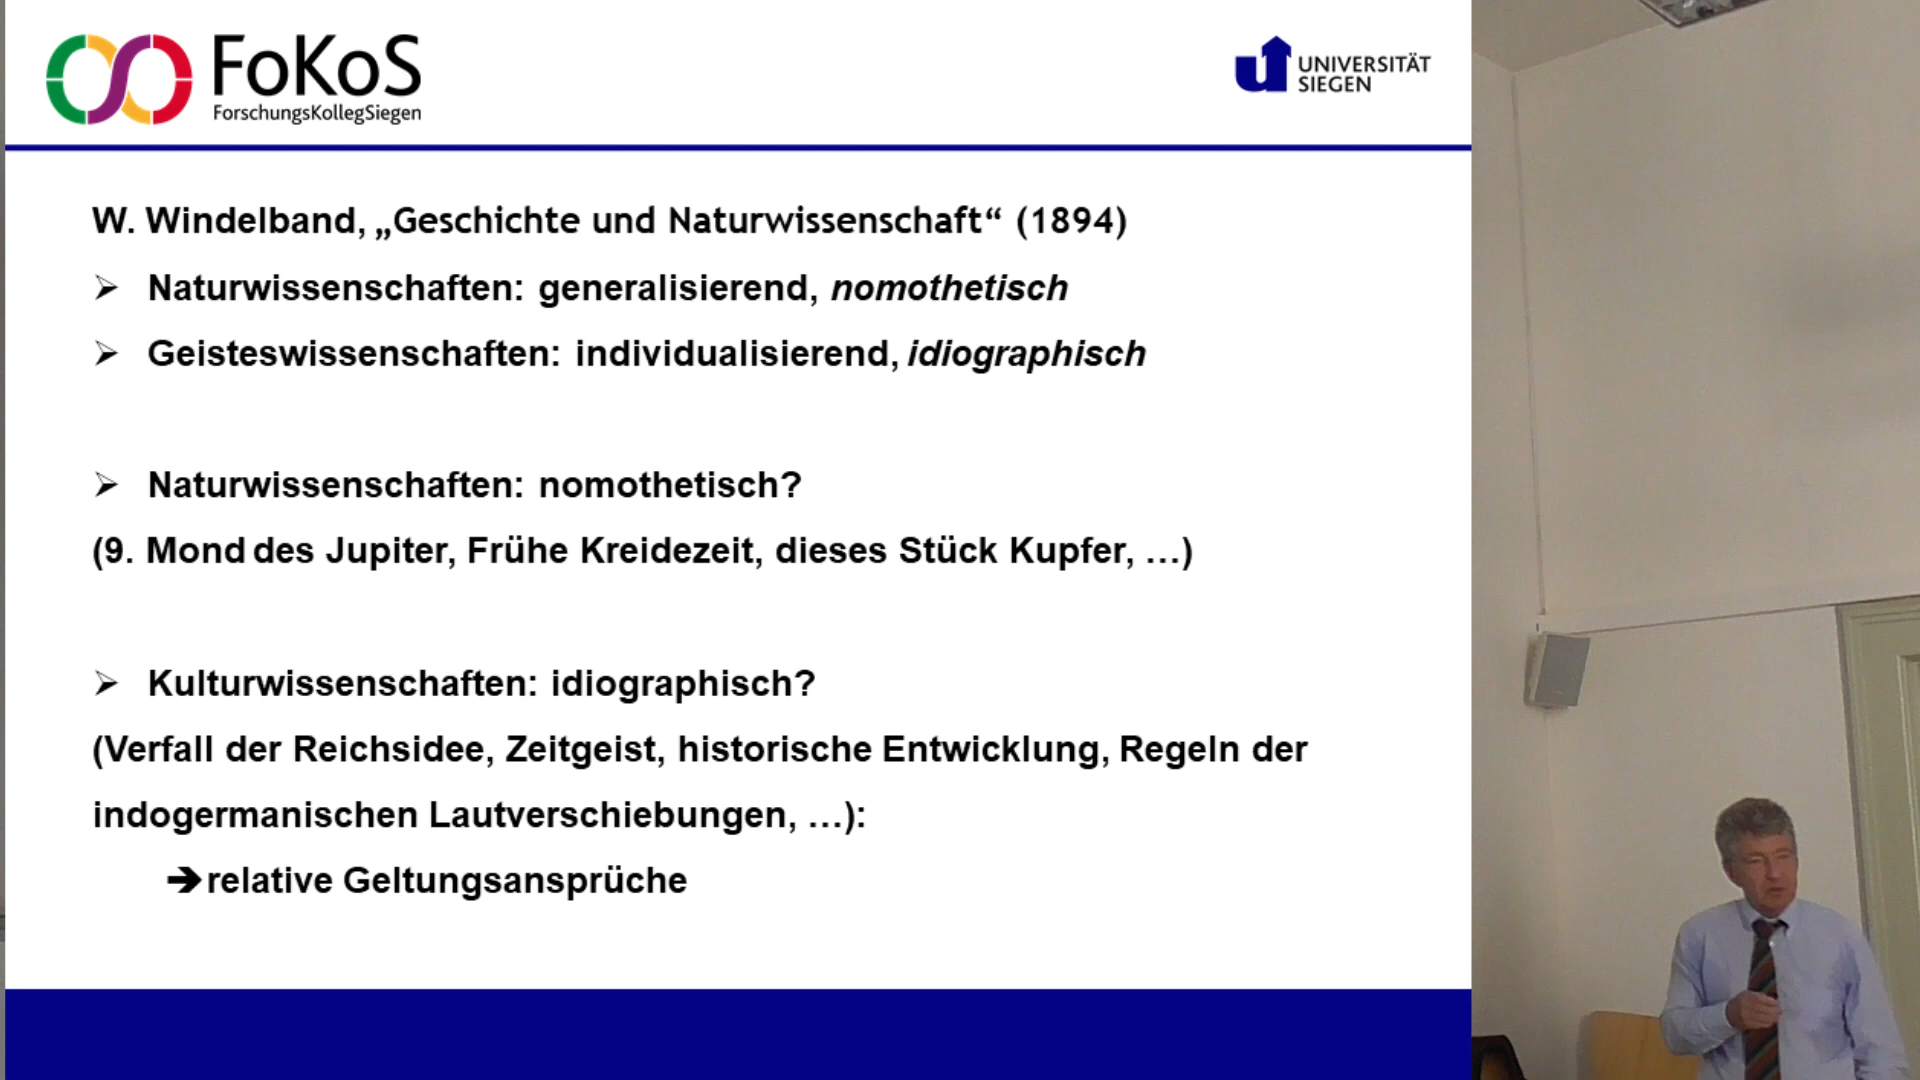 FoKoS
ForschungsKollegSiegen
UNIVERSITÄT
SIEGEN
W. Windelband, „Geschichte und Naturwissenschaft“ (1894)
➢ Naturwissenschaften: generalisierend, nomothetisch
➢ Geisteswissenschaften: individualisierend, idiographisch
➢ Naturwissenschaften: nomothetisch?
(9. Mond des Jupiter, Frühe Kreidezeit, dieses Stück Kupfer, …)
➢ Kulturwissenschaften: idiographisch?
(Verfall der Reichsidee, Zeitgeist, historische Entwicklung, Regeln der
indogermanischen Lautverschiebungen, …):
➔relative Geltungsansprüche